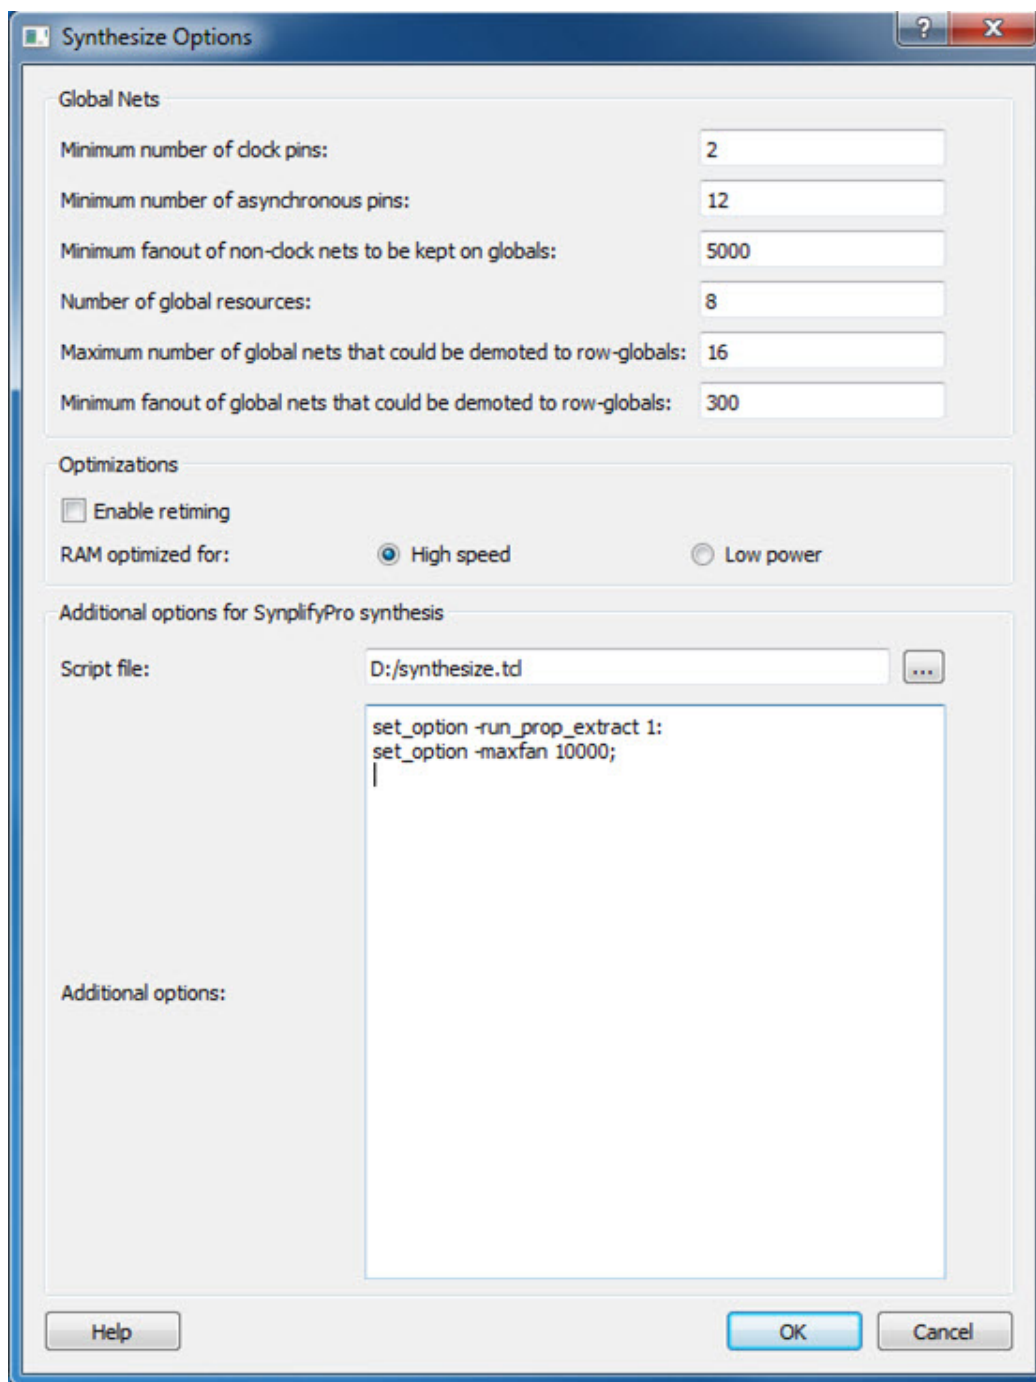 Synthesize Options
?
X
Global Nets
Minimum number of clock pins: 2
Minimum number of asynchronous pins: 12
Minimum fanout of non-clock nets to be kept on globals: 5000
Number of global resources: 8
Maximum number of global nets that could be demoted to row-globals: 16
Minimum fanout of global nets that could be demoted to row-globals: 300
Optimizations
Enable retiming
RAM optimized for: High speed Low power
Additional options for SynplifyPro synthesis
Script file: D:/synthesize.tcl ...
set_option -run_prop_extract 1:
set_option -maxfan 10000;
Additional options:
Help OK Cancel